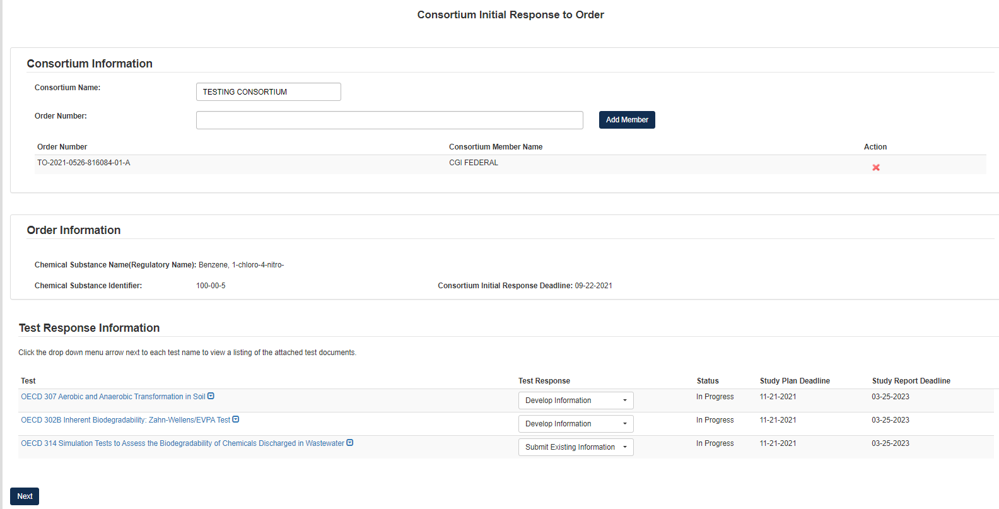 Consortium Initial Response to Order
Consortium Information
Consortium Name:
TESTING CONSORTIUM
Order Number:
Add Member
Order Number Consortium Member Name Action
TO-2021-0526-816084-01-A CGI FEDERAL
Order Information
Chemical Substance Name(Regulatory Name): Benzene, 1-chloro-4-nitro-
Chemical Substance Identifier: 100-00-5 Consortium Initial Response Deadline: 09-22-2021
Test Response Information
Click the drop down menu arrow next to each test name to view a listing of the attached test documents.
Test Test Response Status Study Plan Deadline Study Report Deadline
OECD 307 Aerobic and Anaerobic Transformation in Soil Develop Information In Progress 11-21-2021 03-25-2023
OECD 302B Inherent Biodegradability: Zahn-Wellens/EVPA Test Develop Information In Progress 11-21-2021 03-25-2023
OECD 314 Simulation Tests to Assess the Biodegradability of Chemicals Discharged in Wastewater Submit Existing Information In Progress 11-21-2021 03-25-2023
Next